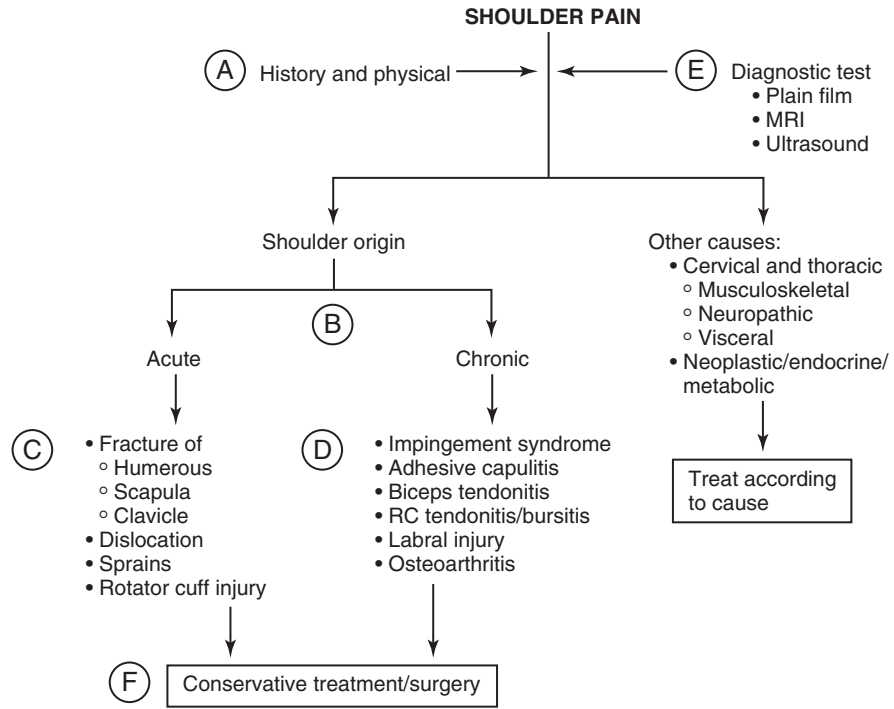 SHOULDER PAIN
A
History and physical
E
Diagnostic test
• Plain film
• MRI
• Ultrasound
Shoulder origin
Other causes:
• Cervical and thoracic
○ Musculoskeletal
○ Neuropathic
○ Visceral
• Neoplastic/endocrine/
metabolic
B
Acute
Chronic
C
• Fracture of
○ Humerous
○ Scapula
○ Clavicle
• Dislocation
• Sprains
• Rotator cuff injury
D
• Impingement syndrome
• Adhesive capulitis
• Biceps tendonitis
• RC tendonitis/bursitis
• Labral injury
• Osteoarthritis
Treat according
to cause
F
Conservative treatment/surgery